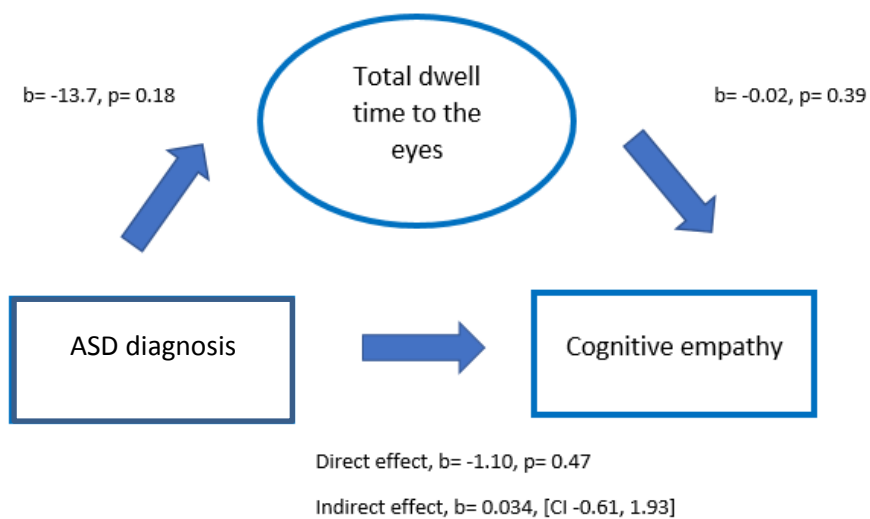 b= -13.7, p= 0.18
Total dwell
time to the
eyes
b= -0.02, p= 0.39
ASD diagnosis
Cognitive empathy
Direct effect, b= -1.10, p= 0.47
Indirect effect, b= 0.034, [CI -0.61, 1.93]